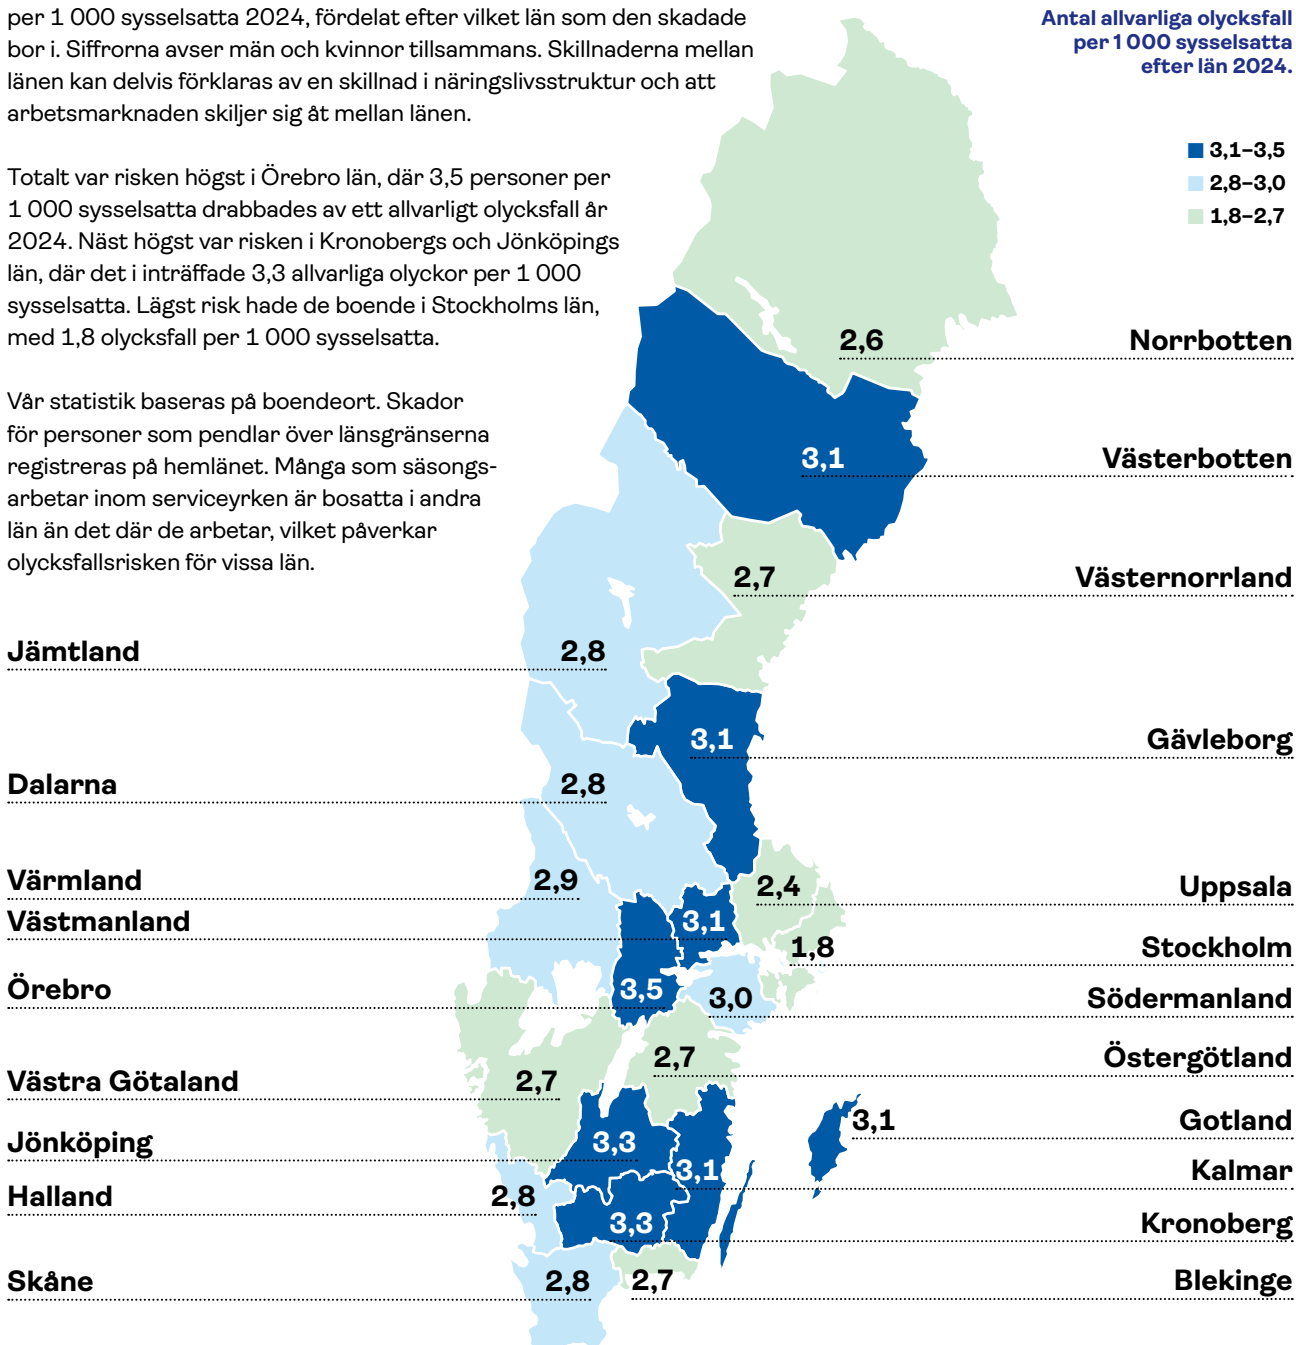 per 1 000 sysselsatta 2024, fördelat efter vilket län som den skadade
bor i. Siffrorna avser män och kvinnor tillsammans. Skillnaderna mellan
länen kan delvis förklaras av en skillnad i näringslivsstruktur och att
arbetsmarknaden skiljer sig åt mellan länen.
Totalt var risken högst i Örebro län, där 3,5 personer per
1 000 sysselsatta drabbades av ett allvarligt olycksfall år
2024. Näst högst var risken i Kronobergs och Jönköpings
län, där det i inträffade 3,3 allvarliga olyckor per 1 000
sysselsatta. Lägst risk hade de boende i Stockholms län,
med 1,8 olycksfall per 1 000 sysselsatta.
Vår statistik baseras på boendeort. Skador
för personer som pendlar över länsgränserna
registreras på hemlänet. Många som säsongs-
arbetar inom serviceyrken är bosatta i andra
län än det där de arbetar, vilket påverkar
olycksfallsrisken för vissa län.
Antal allvarliga olycksfall
per 1 000 sysselsatta
efter län 2024.
3,1–3,5
2,8–3,0
1,8–2,7
2,6 Norrbotten
3,1 Västerbotten
2,7 Västernorrland
Jämtland 2,8
3,1 Gävleborg
Dalarna 2,8
Värmland 2,9
2,4 Uppsala
Västmanland 3,1
1,8 Stockholm
Örebro 3,5
3,0 Södermanland
2,7 Östergötland
Västra Götaland 2,7
3,1 Gotland
Jönköping 3,3
3,1 Kalmar
Halland 2,8
3,3 Kronoberg
Skåne 2,8
2,7 Blekinge